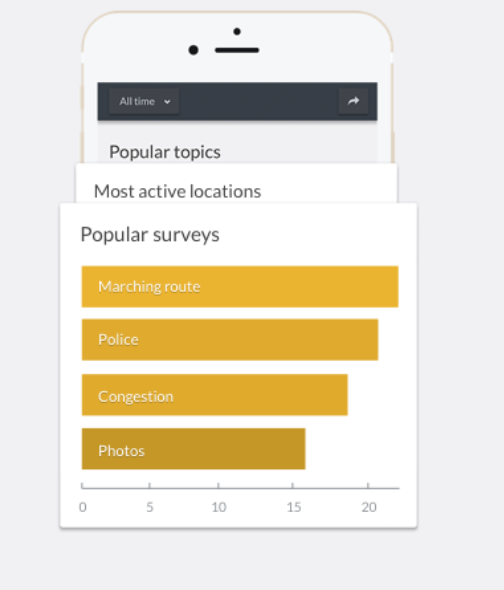 All time
Popular topics
Most active locations
Popular surveys
Marching route
Police
Congestion
Photos
0 5 10 15 20